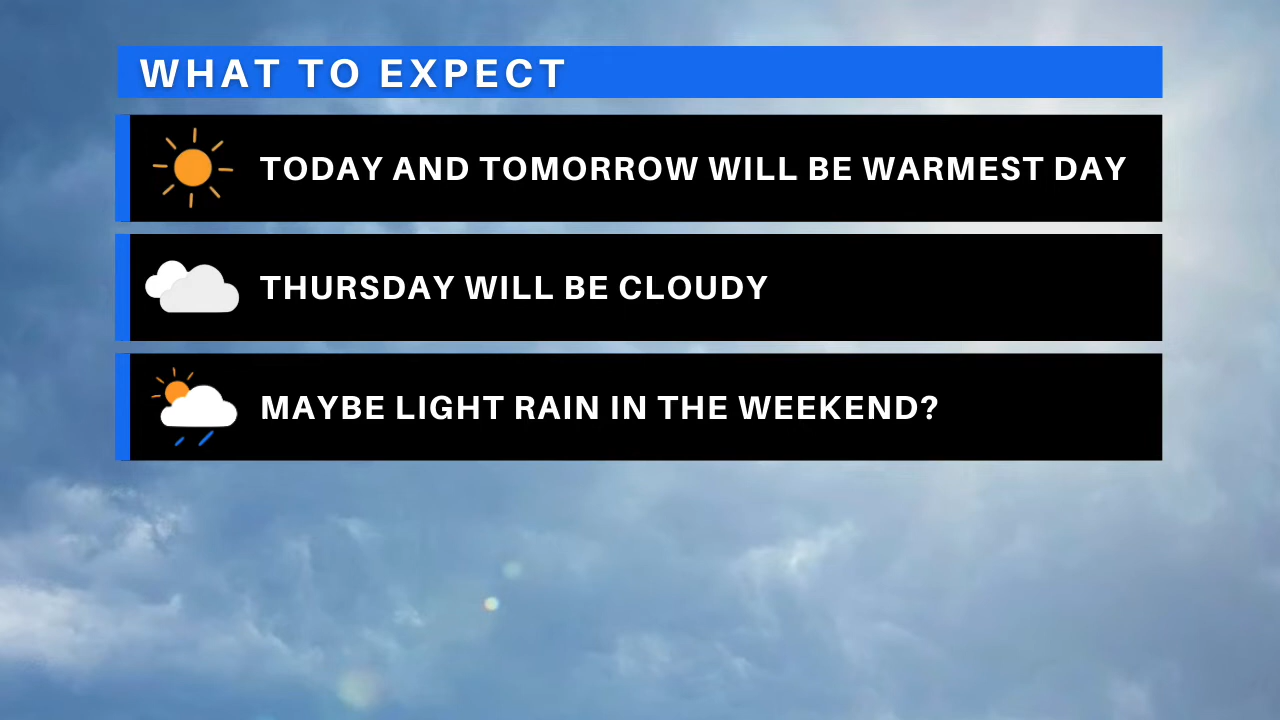 WHAT TO EXPECT
TODAY AND TOMORROW WILL BE WARMEST DAY
THURSDAY WILL BE CLOUDY
MAYBE LIGHT RAIN IN THE WEEKEND?